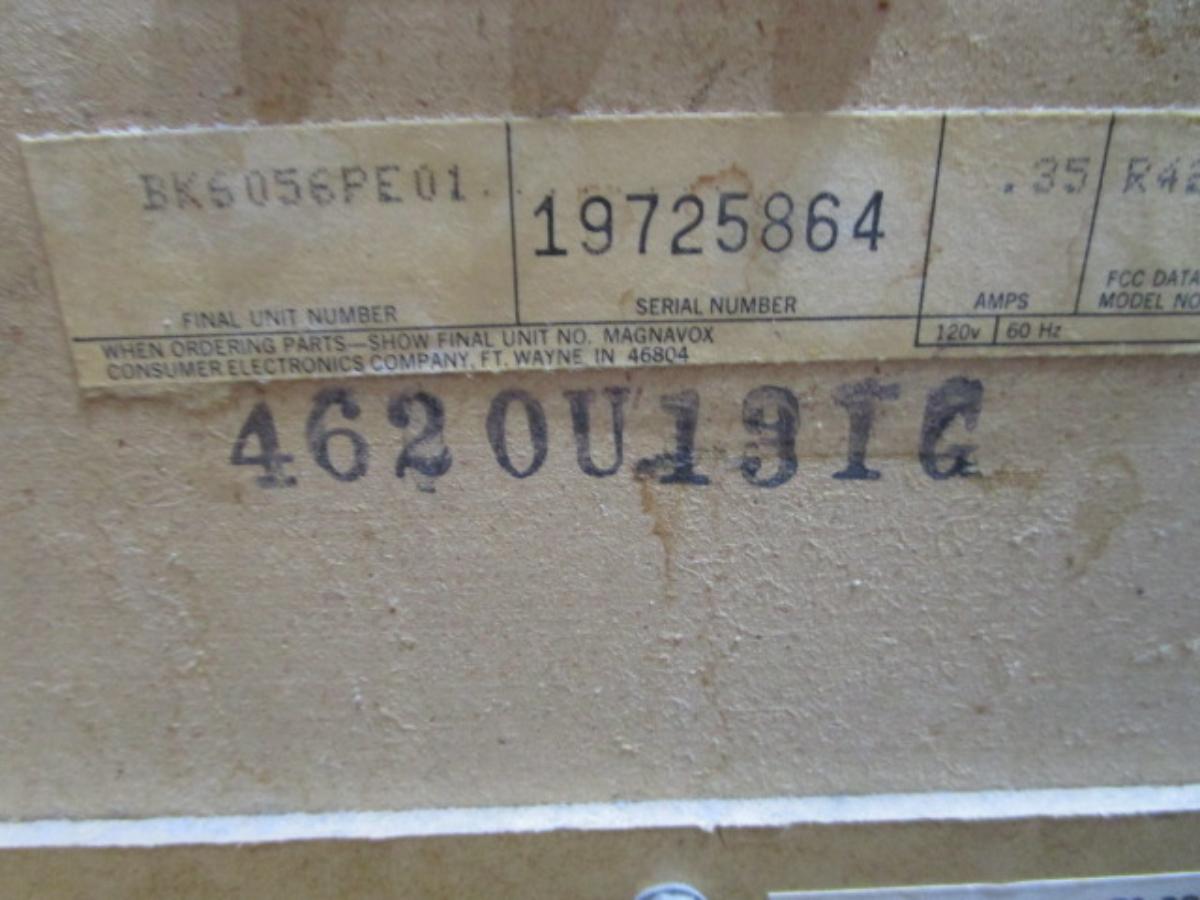 BK6056PE01
19725864
.35
FINAL UNIT NUMBER
SERIAL NUMBER
AMPS
FCC DATA
MODEL NO
120v 60 Hz
WHEN ORDERING PARTS—SHOW FINAL UNIT NO. MAGNAVOX
CONSUMER ELECTRONICS COMPANY, FT. WAYNE IN 46804
4620U191G